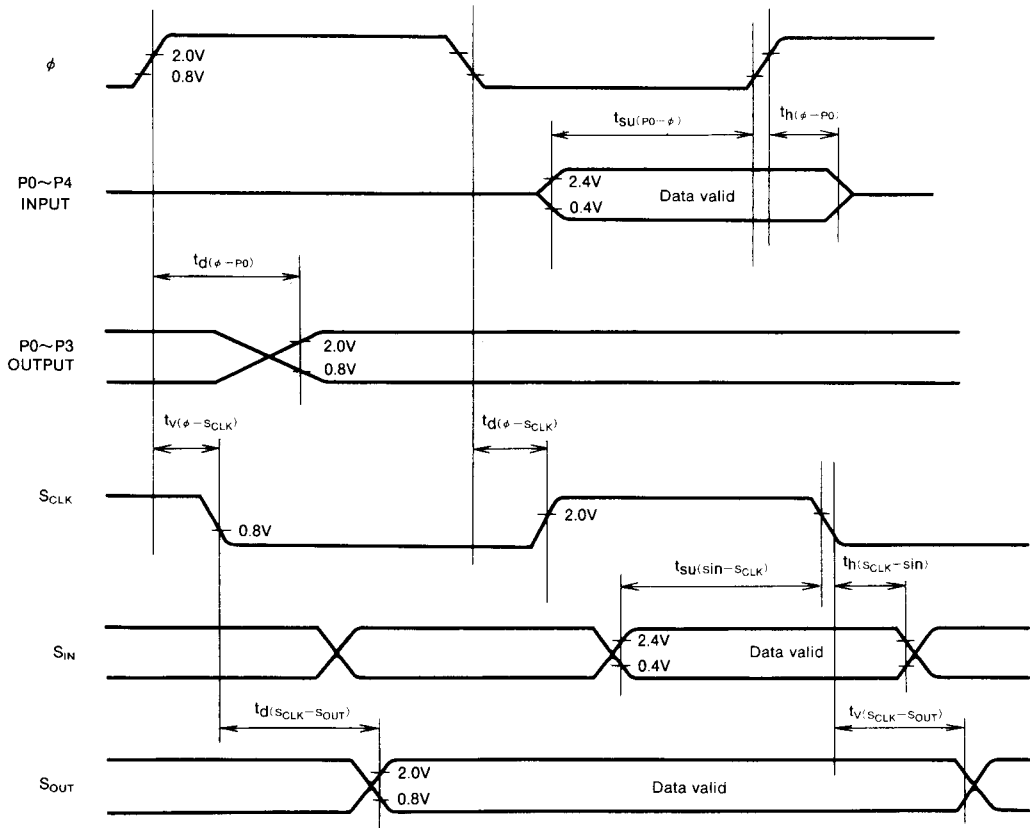 φ
2.0V
0.8V
tsu(P0-φ)
th(φ-P0)
P0~P4
INPUT
2.4V
Data valid
0.4V
td(φ-P0)
P0~P3
OUTPUT
2.0V
0.8V
tv(φ-SCLK)
td(φ-SCLK)
SCLK
0.8V
2.0V
tsu(sin-SCLK)
th(SCLK-sin)
SIN
2.4V
Data valid
0.4V
td(SCLK-SOUT)
tv(SCLK-SOUT)
SOUT
2.0V
Data valid
0.8V